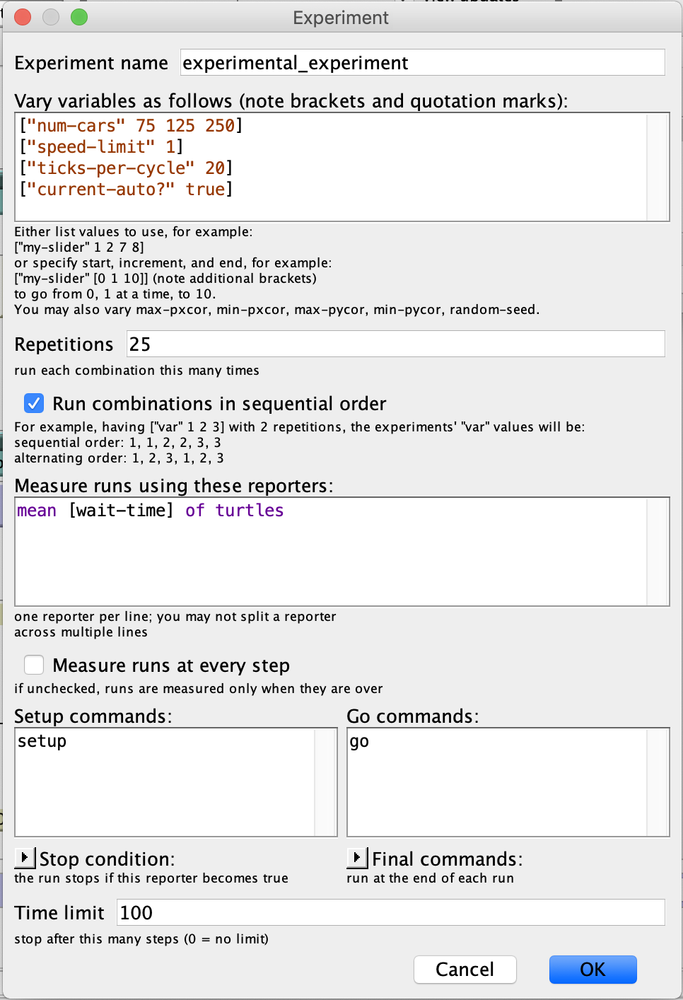 Experiment
Experiment name experimental_experiment
Vary variables as follows (note brackets and quotation marks):
["num-cars" 75 125 250]
["speed-limit" 1]
["ticks-per-cycle" 20]
["current-auto?" true]
Either list values to use, for example:
["my-slider" 1 2 7 8]
or specify start, increment, and end, for example:
["my-slider" [0 1 10]] (note additional brackets)
to go from 0, 1 at a time, to 10.
You may also vary max-pxcor, min-pxcor, max-pycor, min-pycor, random-seed.
Repetitions 25
run each combination this many times
Run combinations in sequential order
For example, having ["var" 1 2 3] with 2 repetitions, the experiments' "var" values will be:
sequential order: 1, 1, 2, 2, 3, 3
alternating order: 1, 2, 3, 1, 2, 3
Measure runs using these reporters:
mean [wait-time] of turtles
one reporter per line; you may not split a reporter
across multiple lines
Measure runs at every step
if unchecked, runs are measured only when they are over
Setup commands:
setup
Go commands:
go
Stop condition:
the run stops if this reporter becomes true
Final commands:
run at the end of each run
Time limit 100
stop after this many steps (0 = no limit)
Cancel
OK